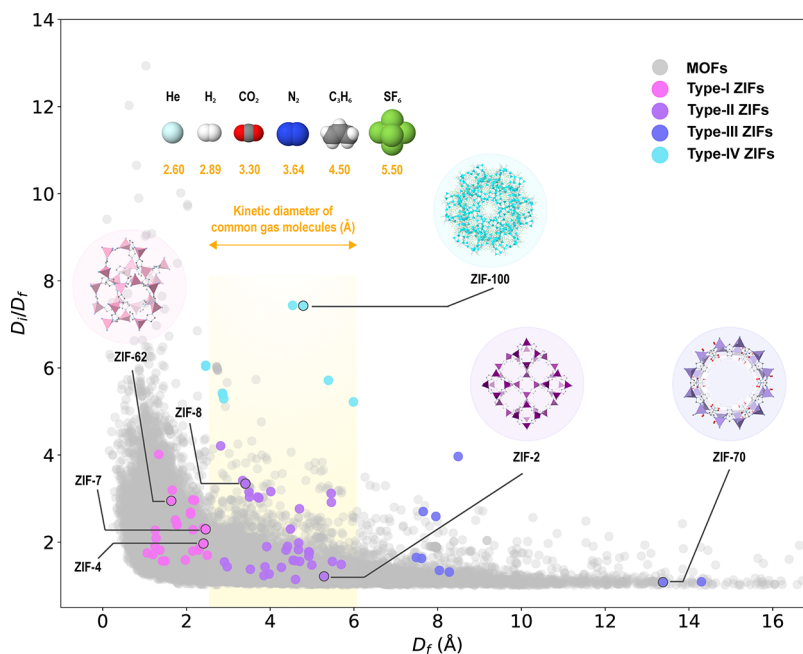 14
12
10
8
6
4
2
Di/Df
0
2
4
6
8
10
12
14
16
Df (Å)
He
H2
CO2
N2
C3H6
SF6
2.60
2.89
3.30
3.64
4.50
5.50
Kinetic diameter of
common gas molecules (Å)
MOFs
Type-I ZIFs
Type-II ZIFs
Type-III ZIFs
Type-IV ZIFs
ZIF-100
ZIF-62
ZIF-8
ZIF-2
ZIF-70
ZIF-7
ZIF-4